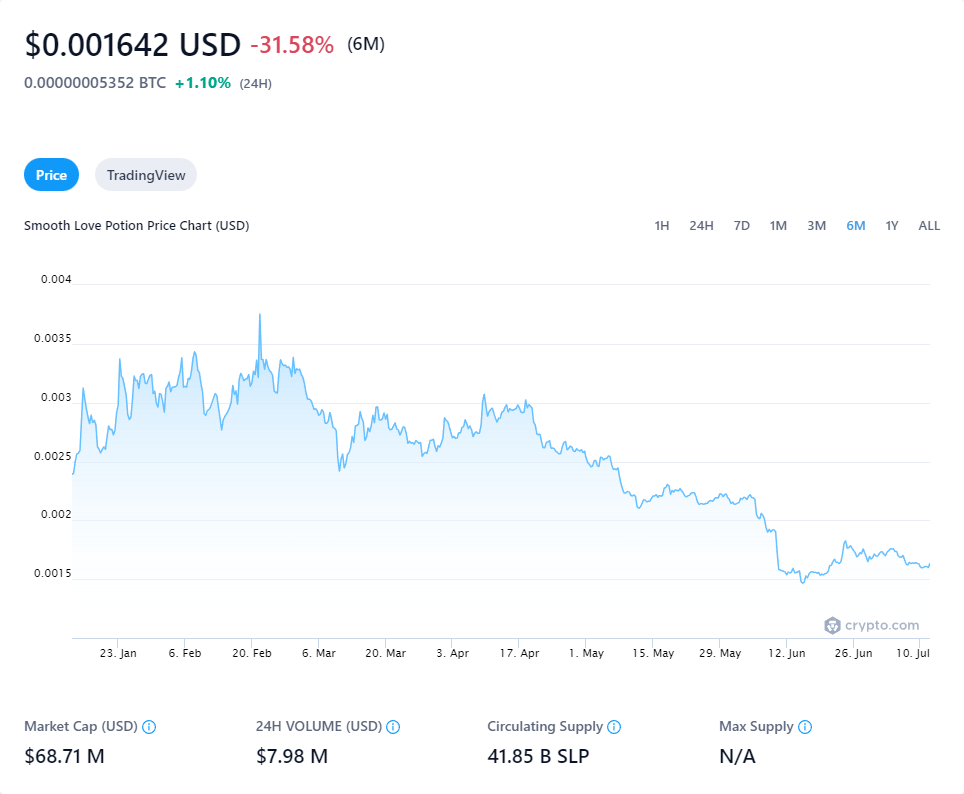 $0.001642 USD -31.58% (6M)
0.00000005352 BTC +1.10% (24H)
Price TradingView
Smooth Love Potion Price Chart (USD) 1H 24H 7D 1M 3M 6M 1Y ALL
0.004
0.0035
0.003
0.0025
0.002
0.0015
crypto.com
23. Jan 6. Feb 20. Feb 6. Mar 20. Mar 3. Apr 17. Apr 1. May 15. May 29. May 12. Jun 26. Jun 10. Jul
Market Cap (USD) 24H VOLUME (USD) Circulating Supply Max Supply
$68.71 M $7.98 M 41.85 B SLP N/A